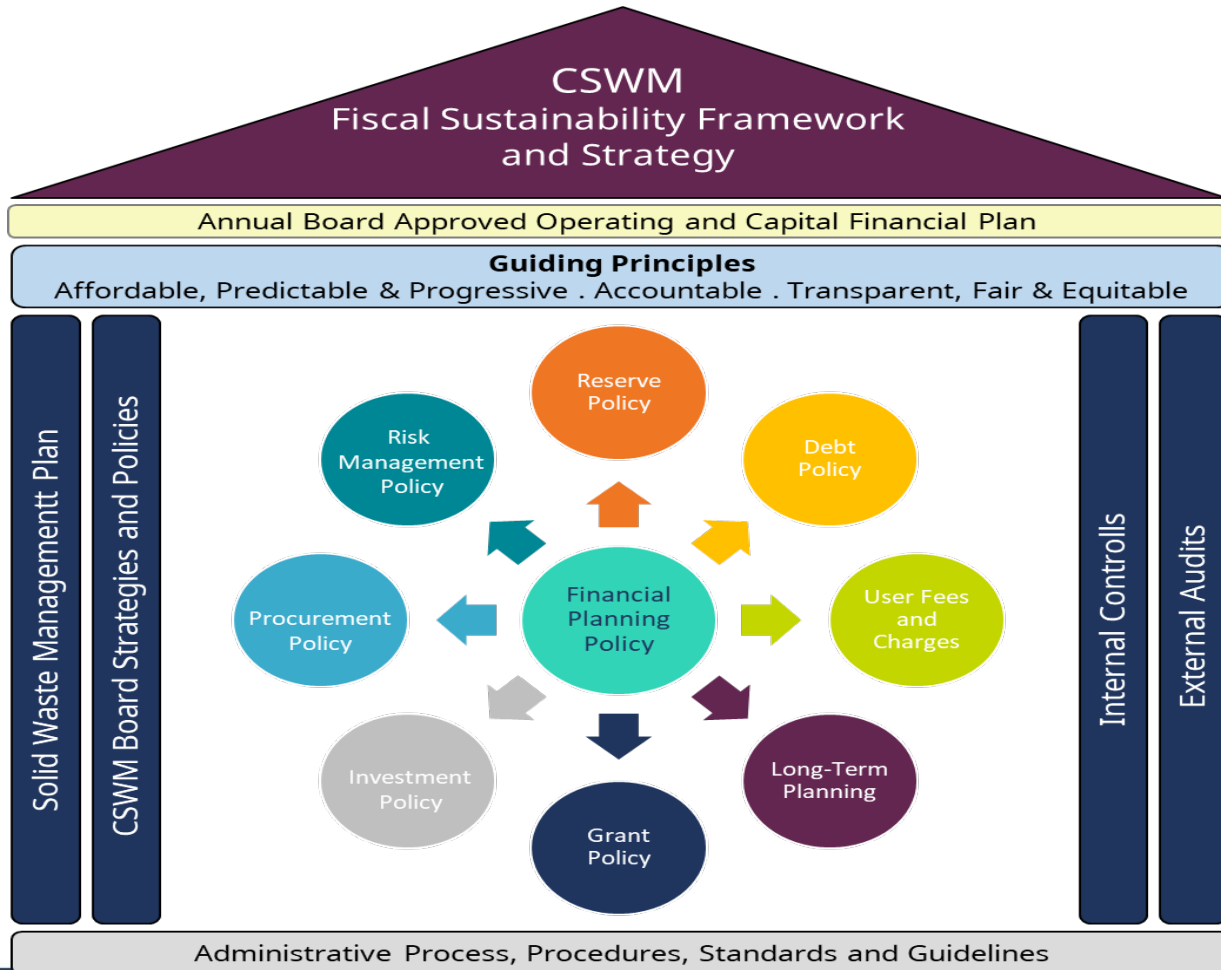 CSWM
Fiscal Sustainability Framework
and Strategy
Annual Board Approved Operating and Capital Financial Plan
Guiding Principles
Affordable, Predictable & Progressive . Accountable . Transparent, Fair & Equitable
Solid Waste Managementt Plan
CSWM Board Strategies and Policies
Reserve
Policy
Risk
Management
Policy
Debt
Policy
Procurement
Policy
Financial
Planning
Policy
User Fees
and
Charges
Investment
Policy
Long-Term
Planning
Grant
Policy
Internal Controlls
External Audits
Administrative Process, Procedures, Standards and Guidelines